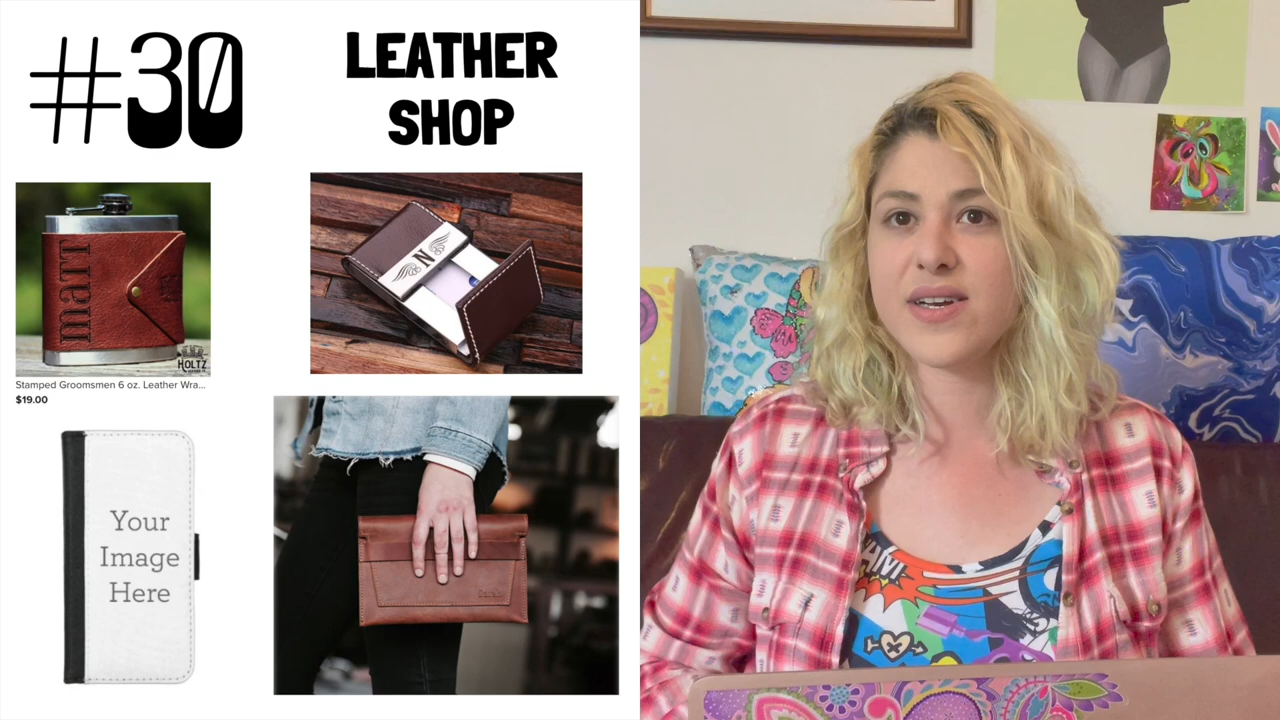 #30
LEATHER
SHOP
matt
HOLTZ
Stamped Groomsmen 6 oz. Leather Wra...
$19.00
N
Your
Image
Here